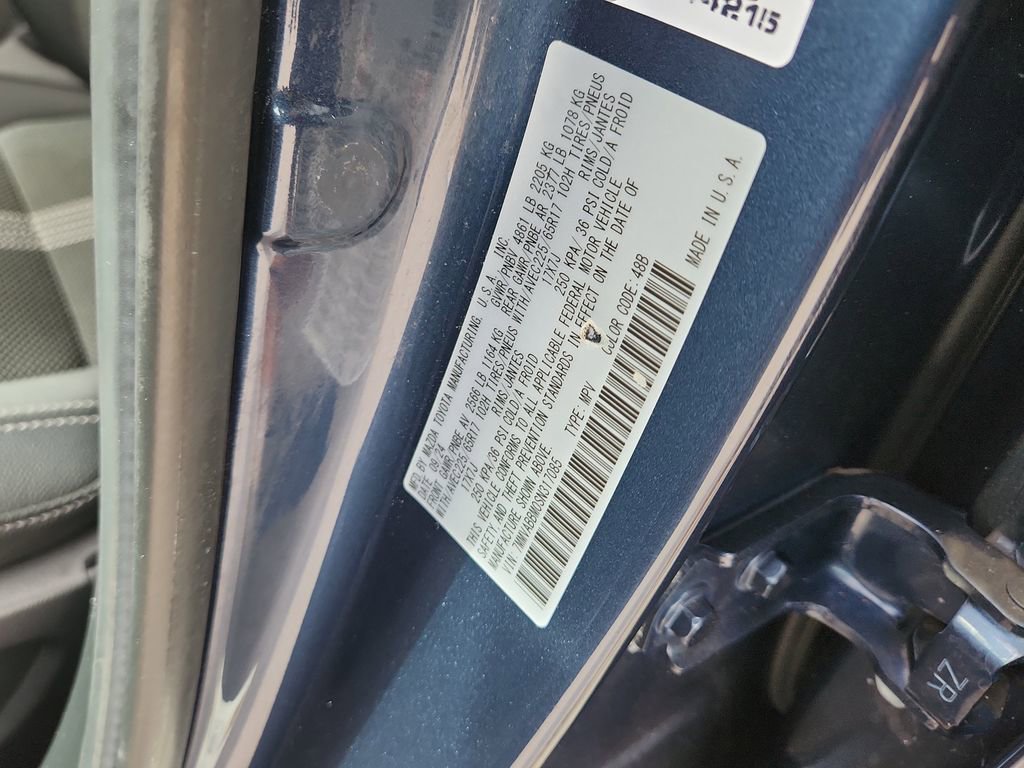 4215
MFD BY MAZDA TOYOTA MANUFACTURING, U.S.A. INC.
DATE: 09/24 GVWR/PNBV 4861 LB 2205 KG
FRONT GAWR/PNBE AV 2566 LB 1164 KG REAR GAWR/PNBE AR 2377 LB 1078 KG
WITH/AVEC225/65R17 102H TIRES/PNEUS WITH/AVEC225/65R17 102H TIRES/PNEUS
17X7J RIMS/JANTES 17X7J RIMS/JANTES
250 KPA/36 PSI COLD/A FROID 250 KPA/ 36 PSI COLD/A FROID
THIS VEHICLE CONFORMS TO ALL APPLICABLE FEDERAL MOTOR VEHICLE
SAFETY AND THEFT PREVENTION STANDARDS IN EFFECT ON THE DATE OF
MANUFACTURE SHOWN ABOVE.
TYPE: MPV COLOR CODE:48B
MADE IN U.S.A.
ZR